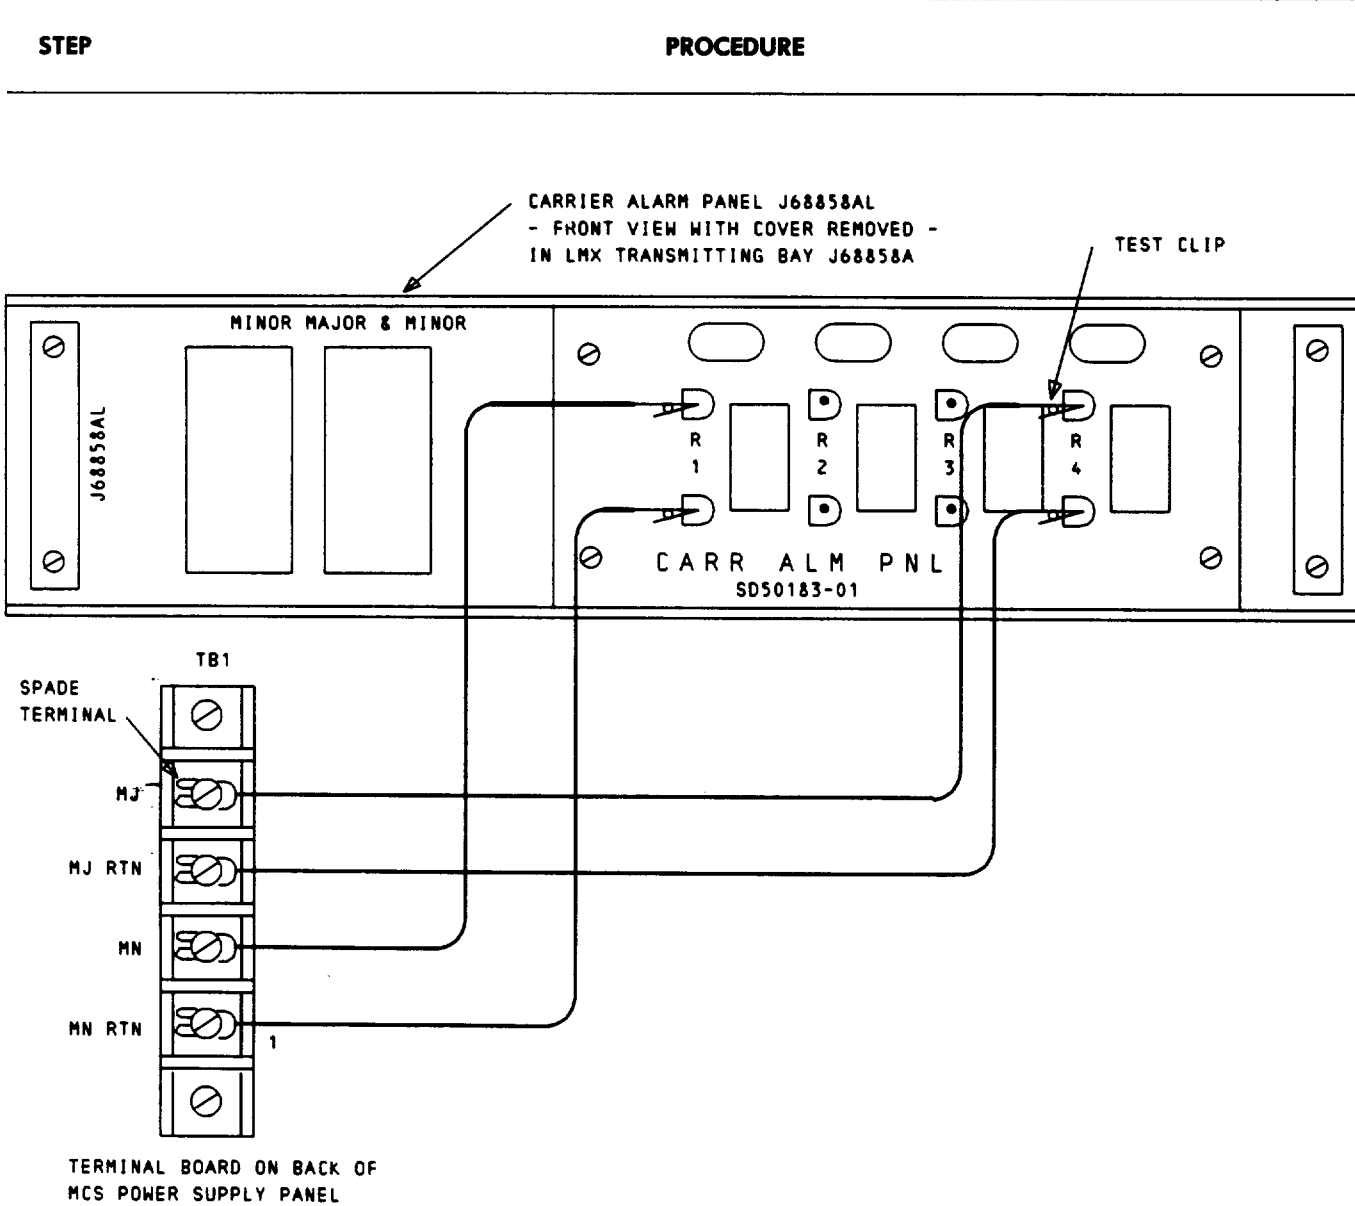 STEP
PROCEDURE
CARRIER ALARM PANEL J68858AL
- FRONT VIEW WITH COVER REMOVED -
IN LMX TRANSMITTING BAY J68858A
TEST CLIP
MINOR MAJOR & MINOR
J68858AL
R R R R
1 2 3 4
CARR ALM PNL
SD50183-01
TB1
SPADE
TERMINAL
MJ
MJ RTN
MN
MN RTN
1
TERMINAL BOARD ON BACK OF
MCS POWER SUPPLY PANEL